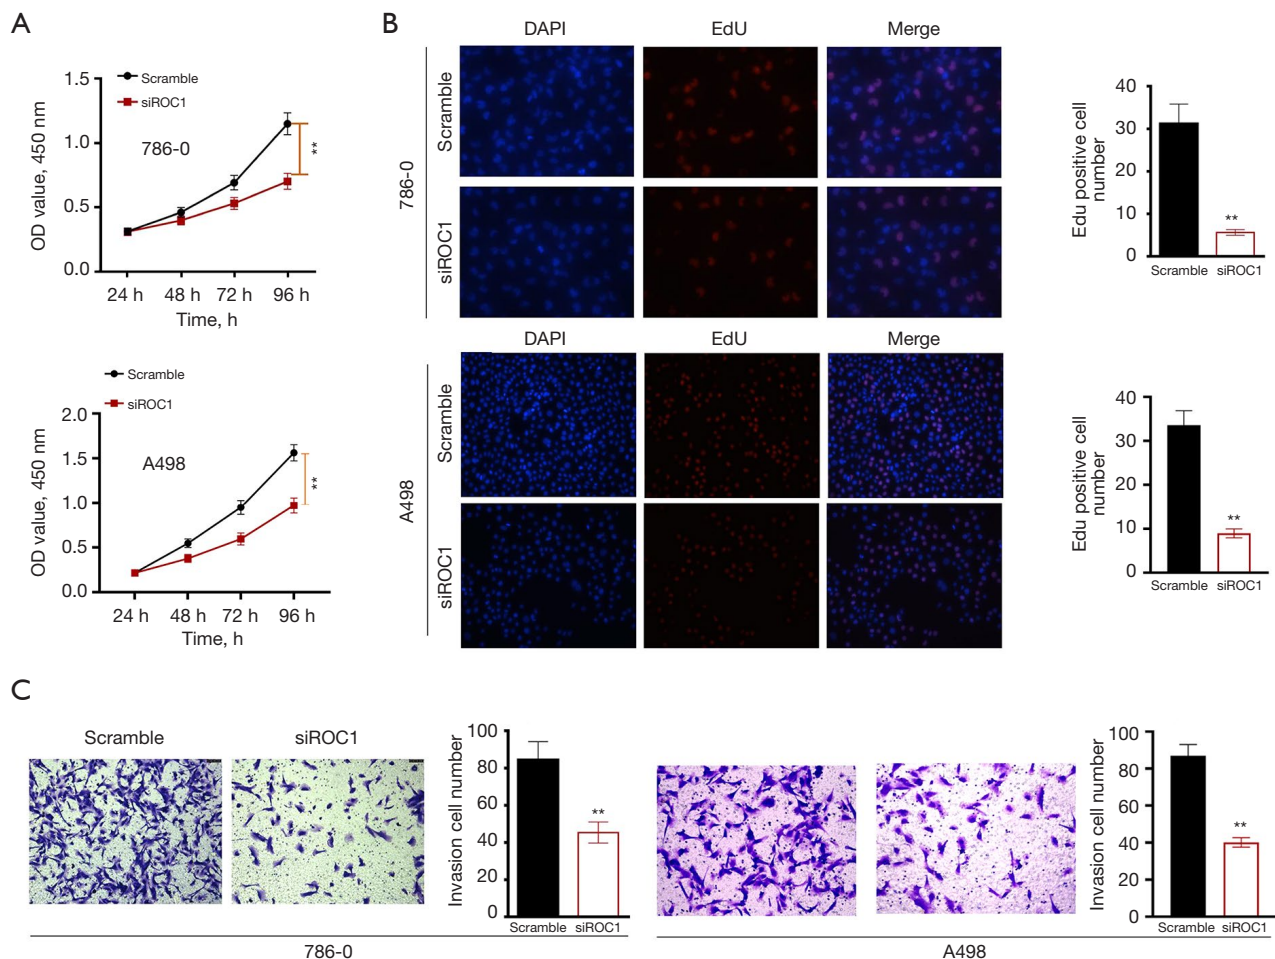 A
Scramble
siROC1
1.5
1.0
0.5
0.0
OD value, 450 nm
786-0
**
24 h 48 h 72 h 96 h
Time, h
Scramble
siROC1
2.0
1.5
1.0
0.5
0.0
OD value, 450 nm
A498
**
24 h 48 h 72 h 96 h
Time, h
B
DAPI EdU Merge
786-0
Scramble
siROC1
40
30
20
10
0
Edu positive cell
number
**
Scramble siROC1
DAPI EdU Merge
A498
Scramble
siROC1
40
30
20
10
0
Edu positive cell
number
**
Scramble siROC1
C
Scramble siROC1
100
80
60
40
20
0
Invasion cell number
**
Scramble siROC1
786-0
100
80
60
40
20
0
Invasion cell number
**
Scramble siROC1
A498